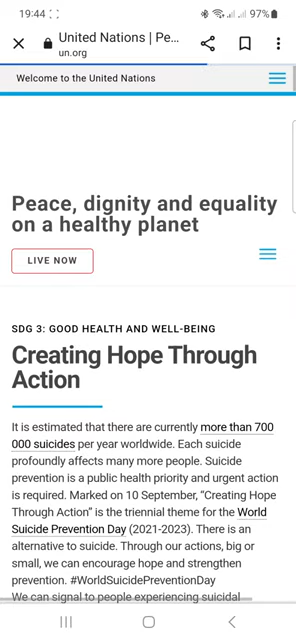 19:44
97%
United Nations | Pe...
un.org
Welcome to the United Nations
Peace, dignity and equality
on a healthy planet
LIVE NOW
SDG 3: GOOD HEALTH AND WELL-BEING
Creating Hope Through
Action
It is estimated that there are currently more than 700
000 suicides per year worldwide. Each suicide
profoundly affects many more people. Suicide
prevention is a public health priority and urgent action
is required. Marked on 10 September, “Creating Hope
Through Action” is the triennial theme for the World
Suicide Prevention Day (2021-2023). There is an
alternative to suicide. Through our actions, big or
small, we can encourage hope and strengthen
prevention. #WorldSuicidePreventionDay
We can signal to people experiencing suicidal